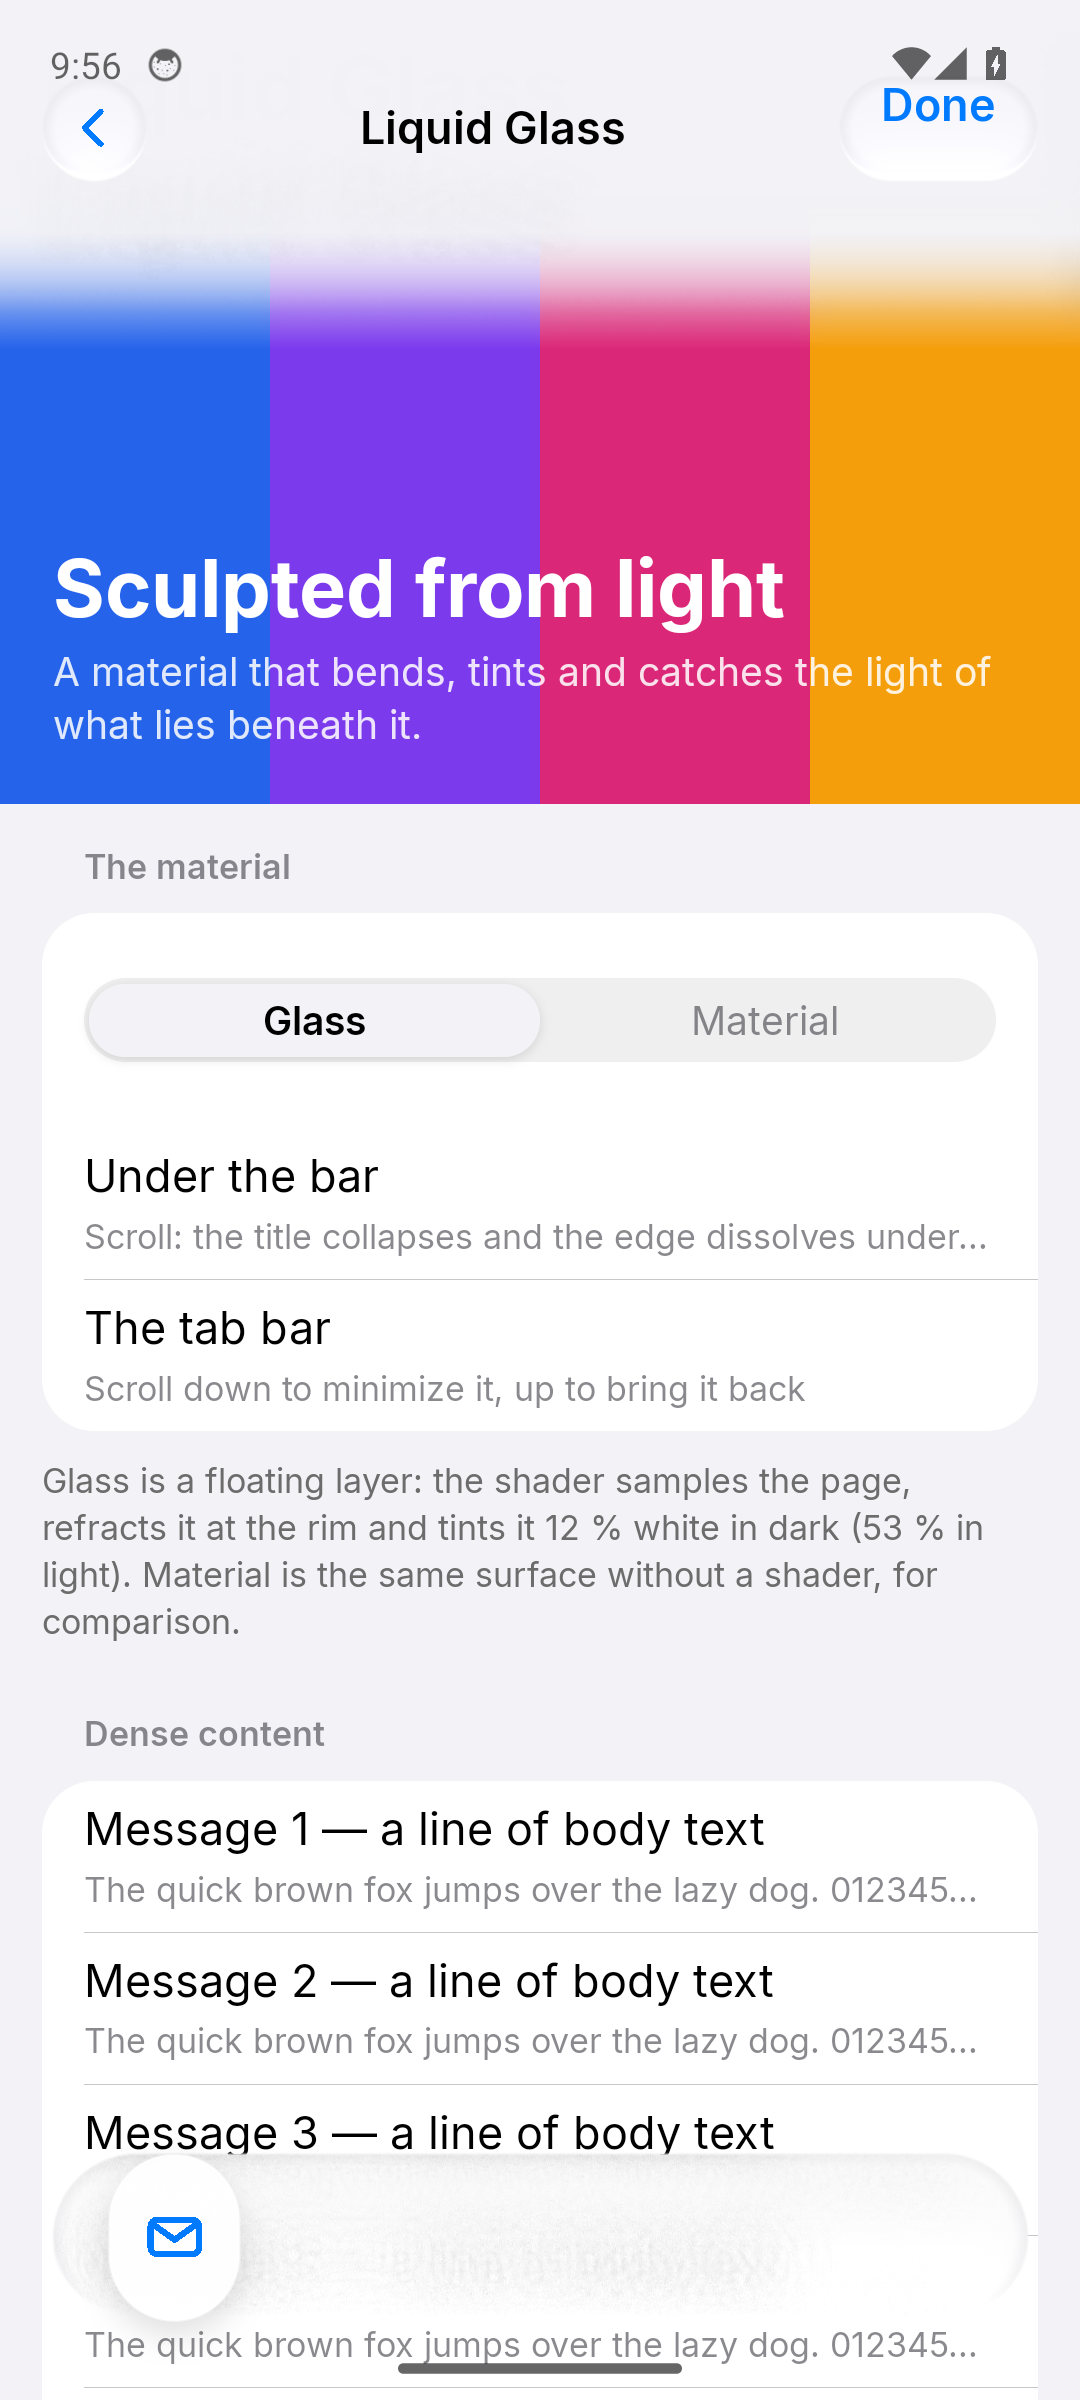 9:56
Liquid Glass
Done
Sculpted from light
A material that bends, tints and catches the light of
what lies beneath it.
The material
Glass
Material
Under the bar
Scroll: the title collapses and the edge dissolves under...
The tab bar
Scroll down to minimize it, up to bring it back
Glass is a floating layer: the shader samples the page,
refracts it at the rim and tints it 12 % white in dark (53 % in
light). Material is the same surface without a shader, for
comparison.
Dense content
Message 1 — a line of body text
The quick brown fox jumps over the lazy dog. 012345...
Message 2 — a line of body text
The quick brown fox jumps over the lazy dog. 012345...
Message 3 — a line of body text
The quick brown fox jumps over the lazy dog. 012345...